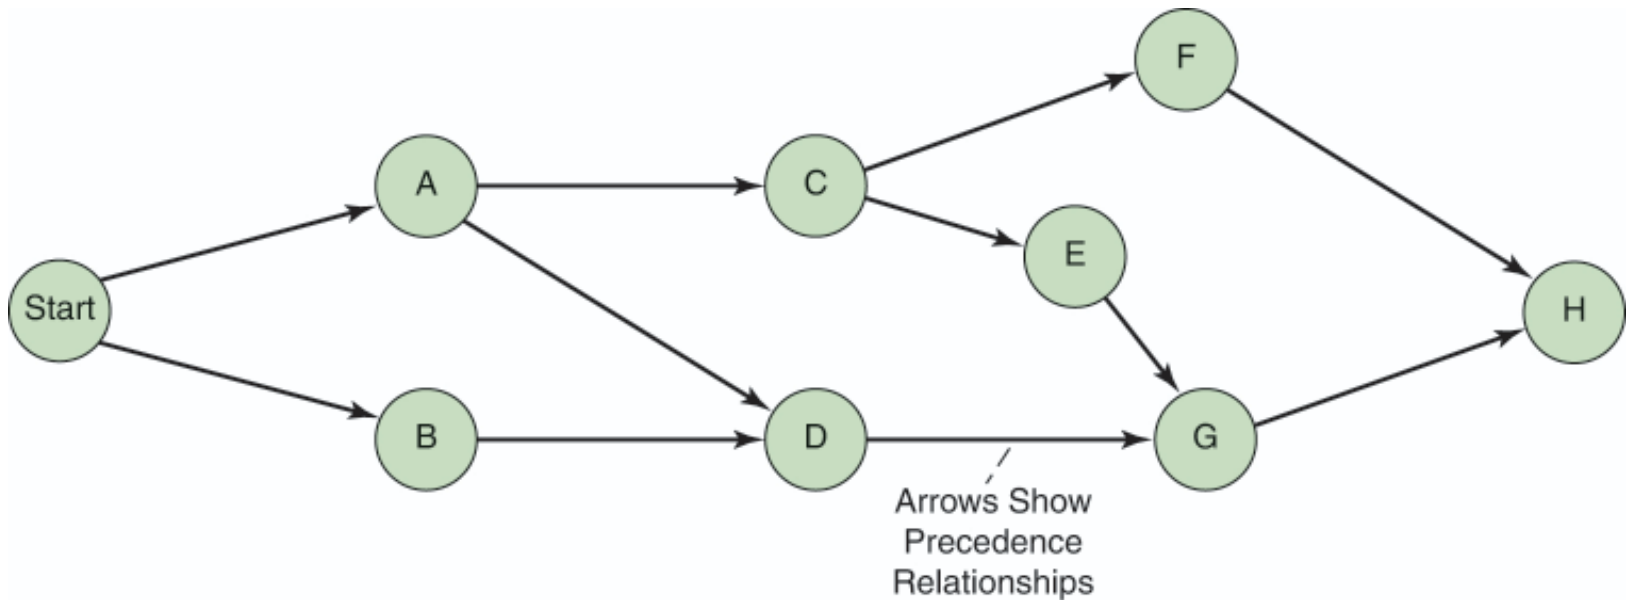 F
A
C
E
Start
H
B
D
G
Arrows Show
Precedence
Relationships